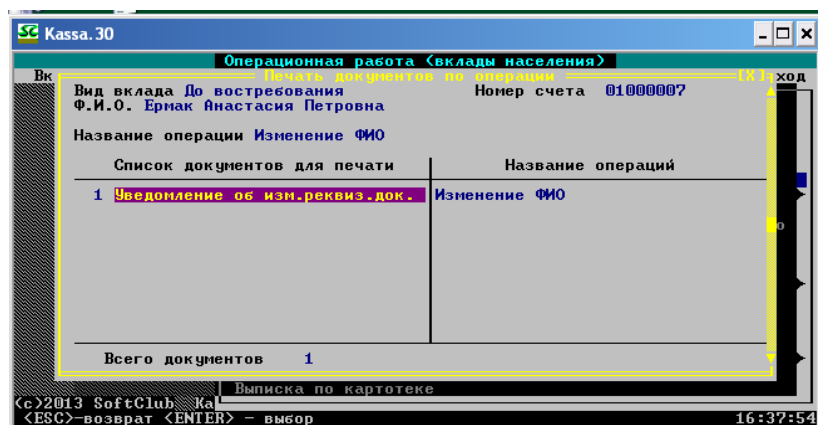 SC Kassa.30
Операционная работа (вклады населения)
Вк Печать документов по операции [X] ход
Вид вклада До востребования Номер счета 01000007
Ф.И.О. Ермак Анастасия Петровна
Название операции Изменение ФИО
Список документов для печати Название операций
1 Уведомление об изм.реквиз.док. Изменение ФИО
о
Всего документов 1
Выписка по картотеке
(c)2013 SoftClub Ка
<ESC>-возврат <ENTER> - выбор 16:37:54